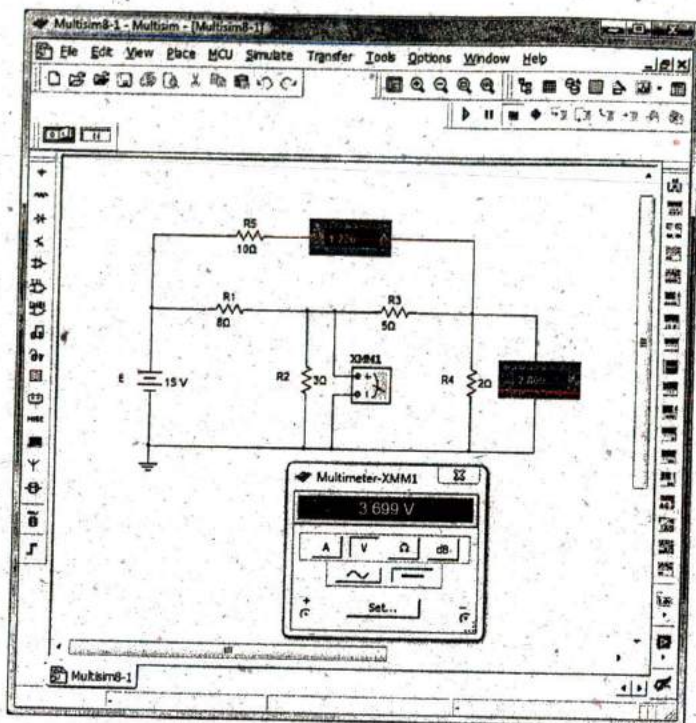 Multisim8-1 - Multisim - [Multisim8-1]
File Edit View Place MCU Simulate Transfer Tools Options Window Help
R5
10Ω
R1
8Ω
R3
5Ω
XMM1
E
15 V
R2
3Ω
R4
2Ω
Multimeter-XMM1
3.699 V
A V Ω dB
Set...
+
-
Multisim8-1